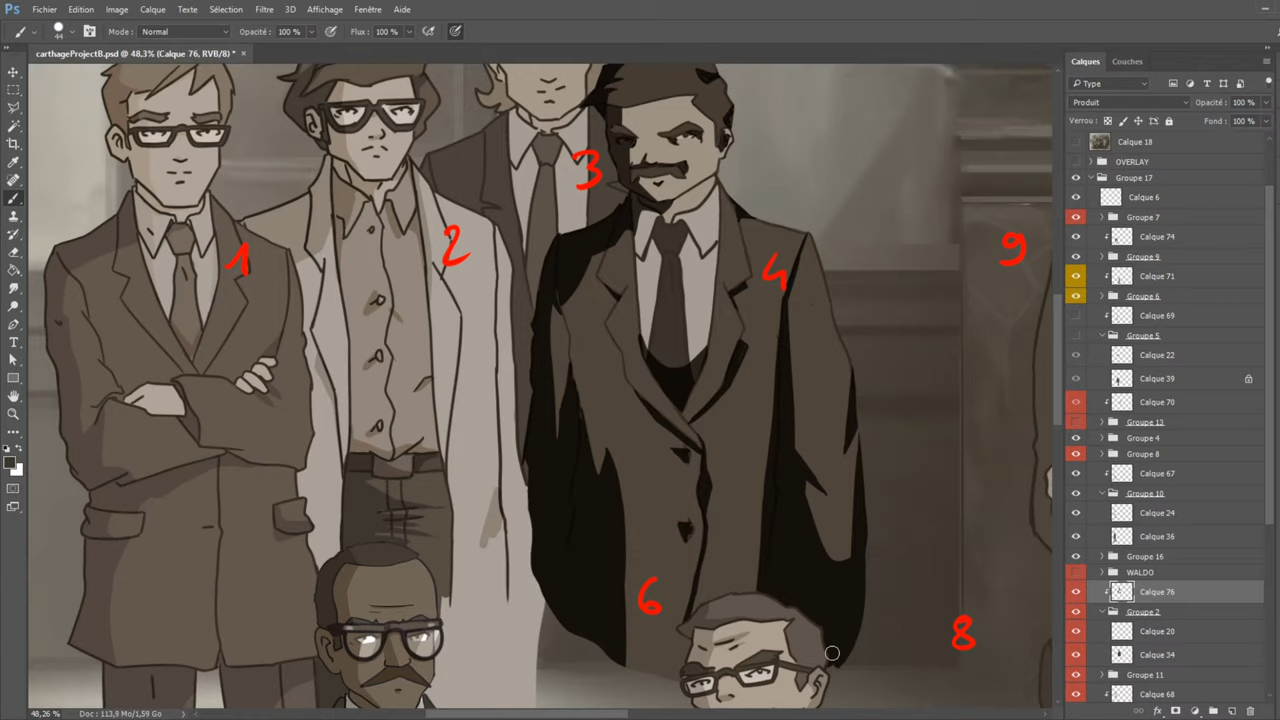 Ps Fichier Edition Image Calque Texte Sélection Filtre 3D Affichage Fenêtre Aide
44 Mode : Normal Opacité : 100 % Flux : 100 %
carthageProjectB.psd @ 48,3% (Calque 76, RVB/8) * ×
Calques Couches
Type
Produit Opacité : 100 %
Verrou : Fond : 100 %
Calque 18
OVERLAY
Groupe 17
Calque 6
Groupe 7
Calque 74
Groupe 9
Calque 71
Groupe 6
Calque 69
Groupe 5
Calque 22
Calque 39
Calque 70
Groupe 13
Groupe 4
Groupe 8
Calque 67
Groupe 10
Calque 24
Calque 36
Groupe 16
WALDO
Calque 76
Groupe 2
Calque 20
Calque 34
Groupe 11
Calque 68
3
1
2
4
9
6
8
48,26 % Doc : 113,9 Mo/1,59 Go